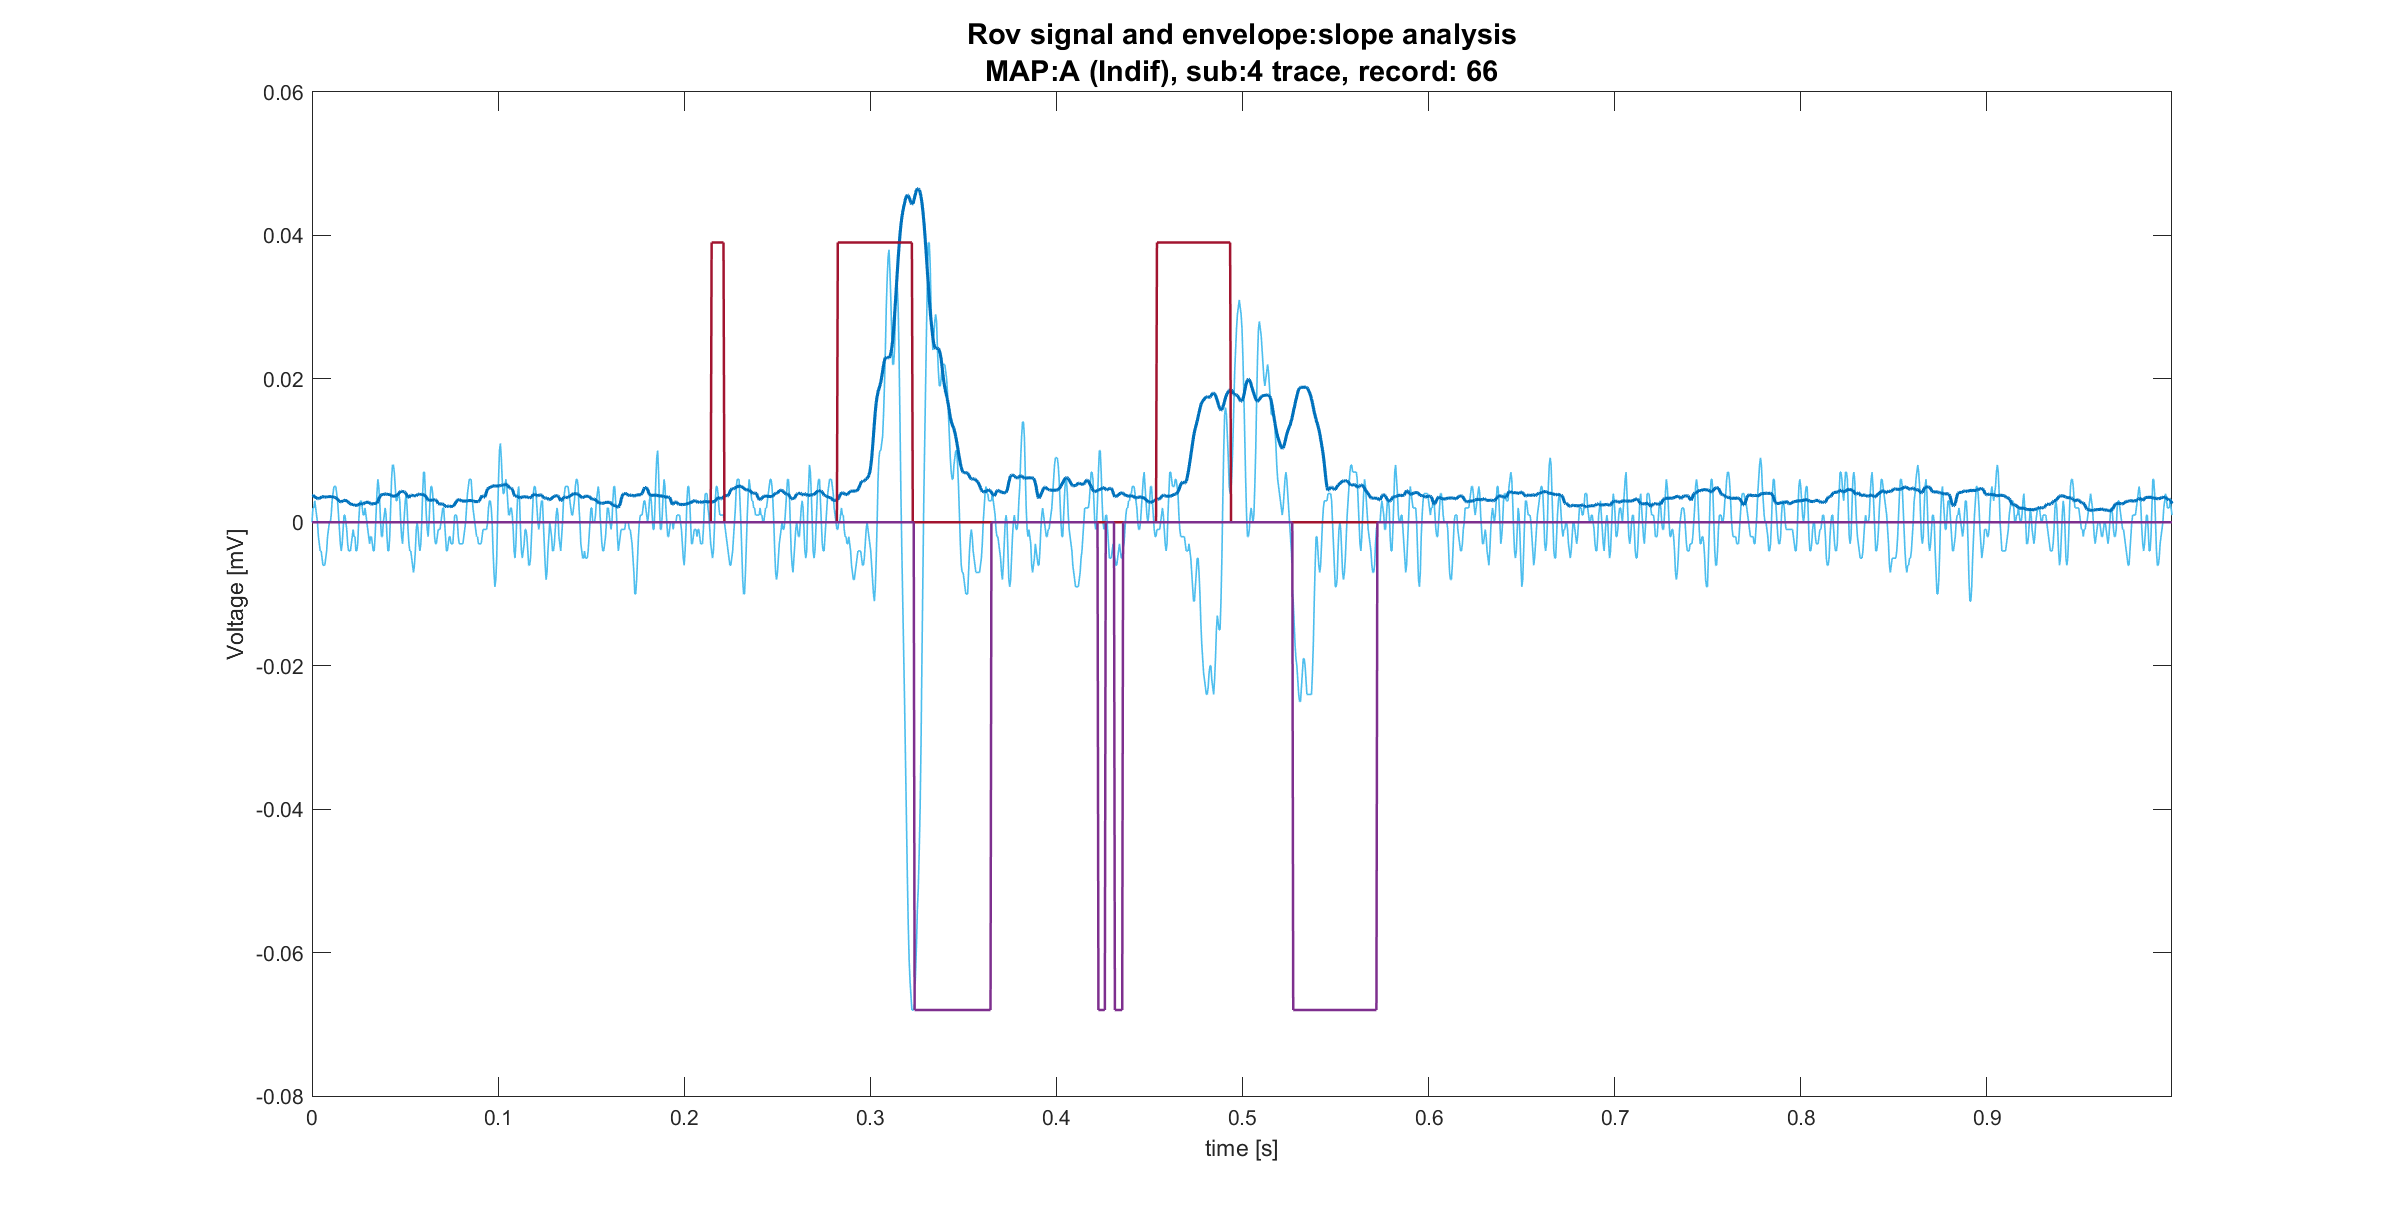 Rov signal and envelope:slope analysis
MAP:A (Indif), sub:4 trace, record: 66
0.06
0.04
0.02
0
-0.02
-0.04
-0.06
-0.08
Voltage [mV]
0 0.1 0.2 0.3 0.4 0.5 0.6 0.7 0.8 0.9
time [s]